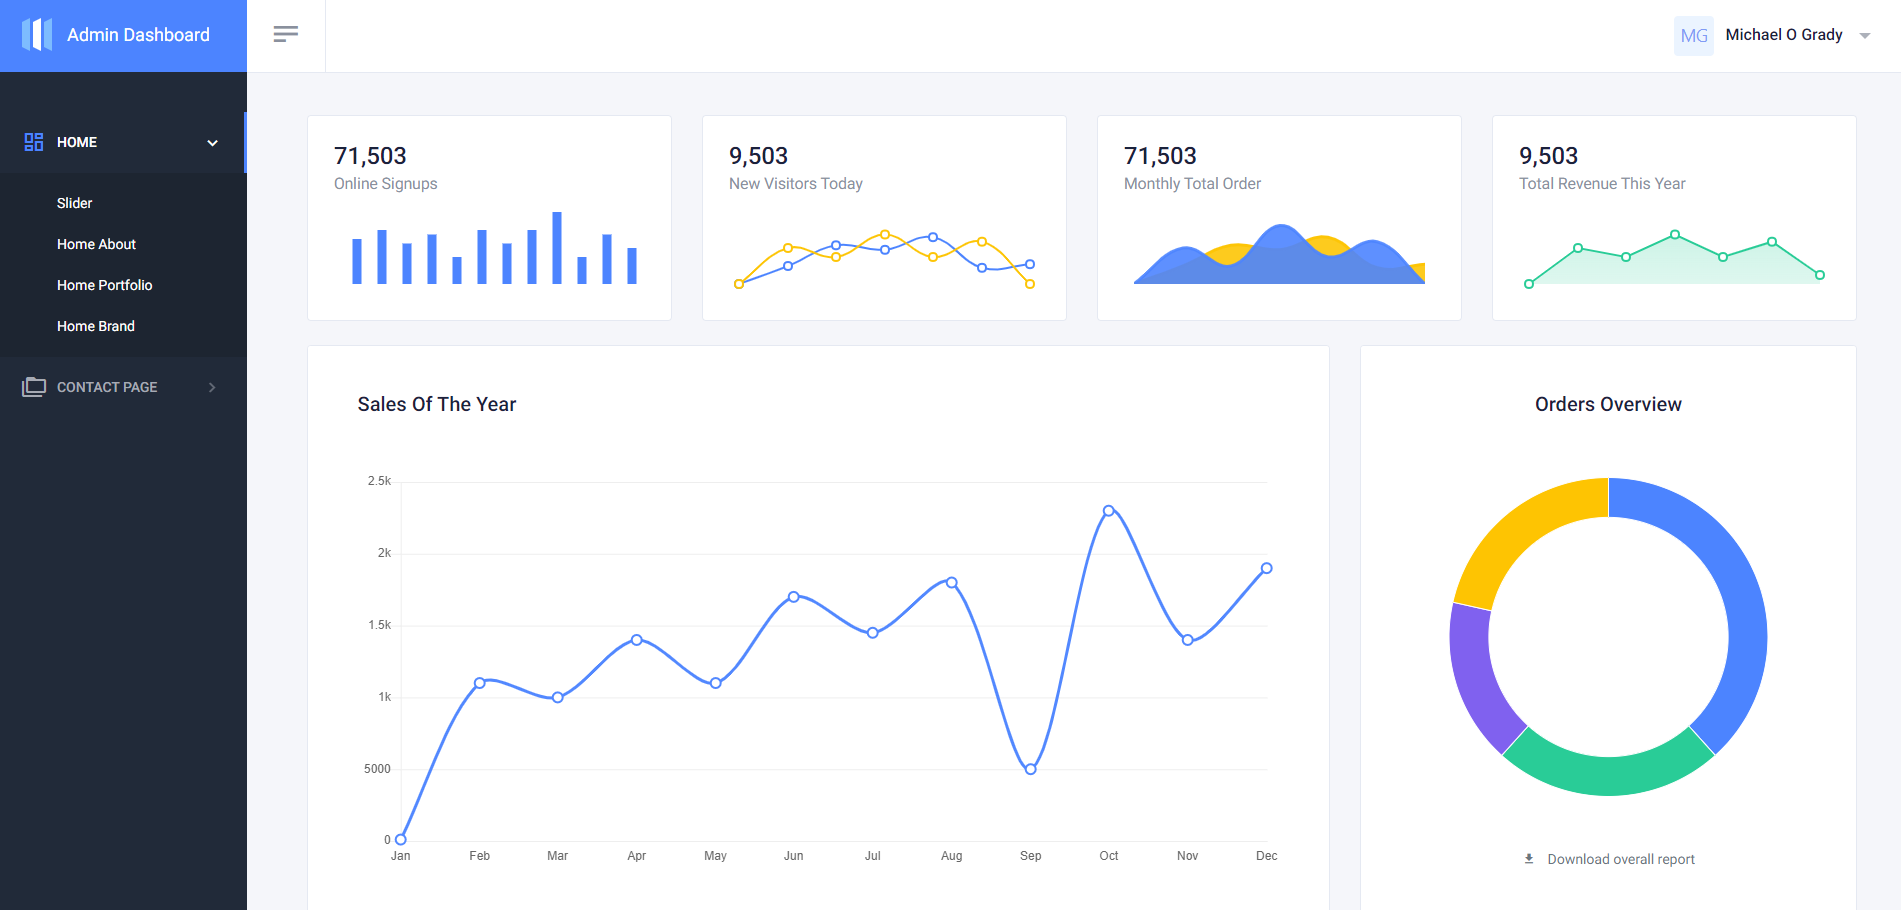 Admin Dashboard
MG Michael O Grady
HOME
Slider
Home About
Home Portfolio
Home Brand
CONTACT PAGE
71,503
Online Signups
9,503
New Visitors Today
71,503
Monthly Total Order
9,503
Total Revenue This Year
Sales Of The Year
2.5k
2k
1.5k
1k
5000
0
Jan Feb Mar Apr May Jun Jul Aug Sep Oct Nov Dec
Orders Overview
Download overall report